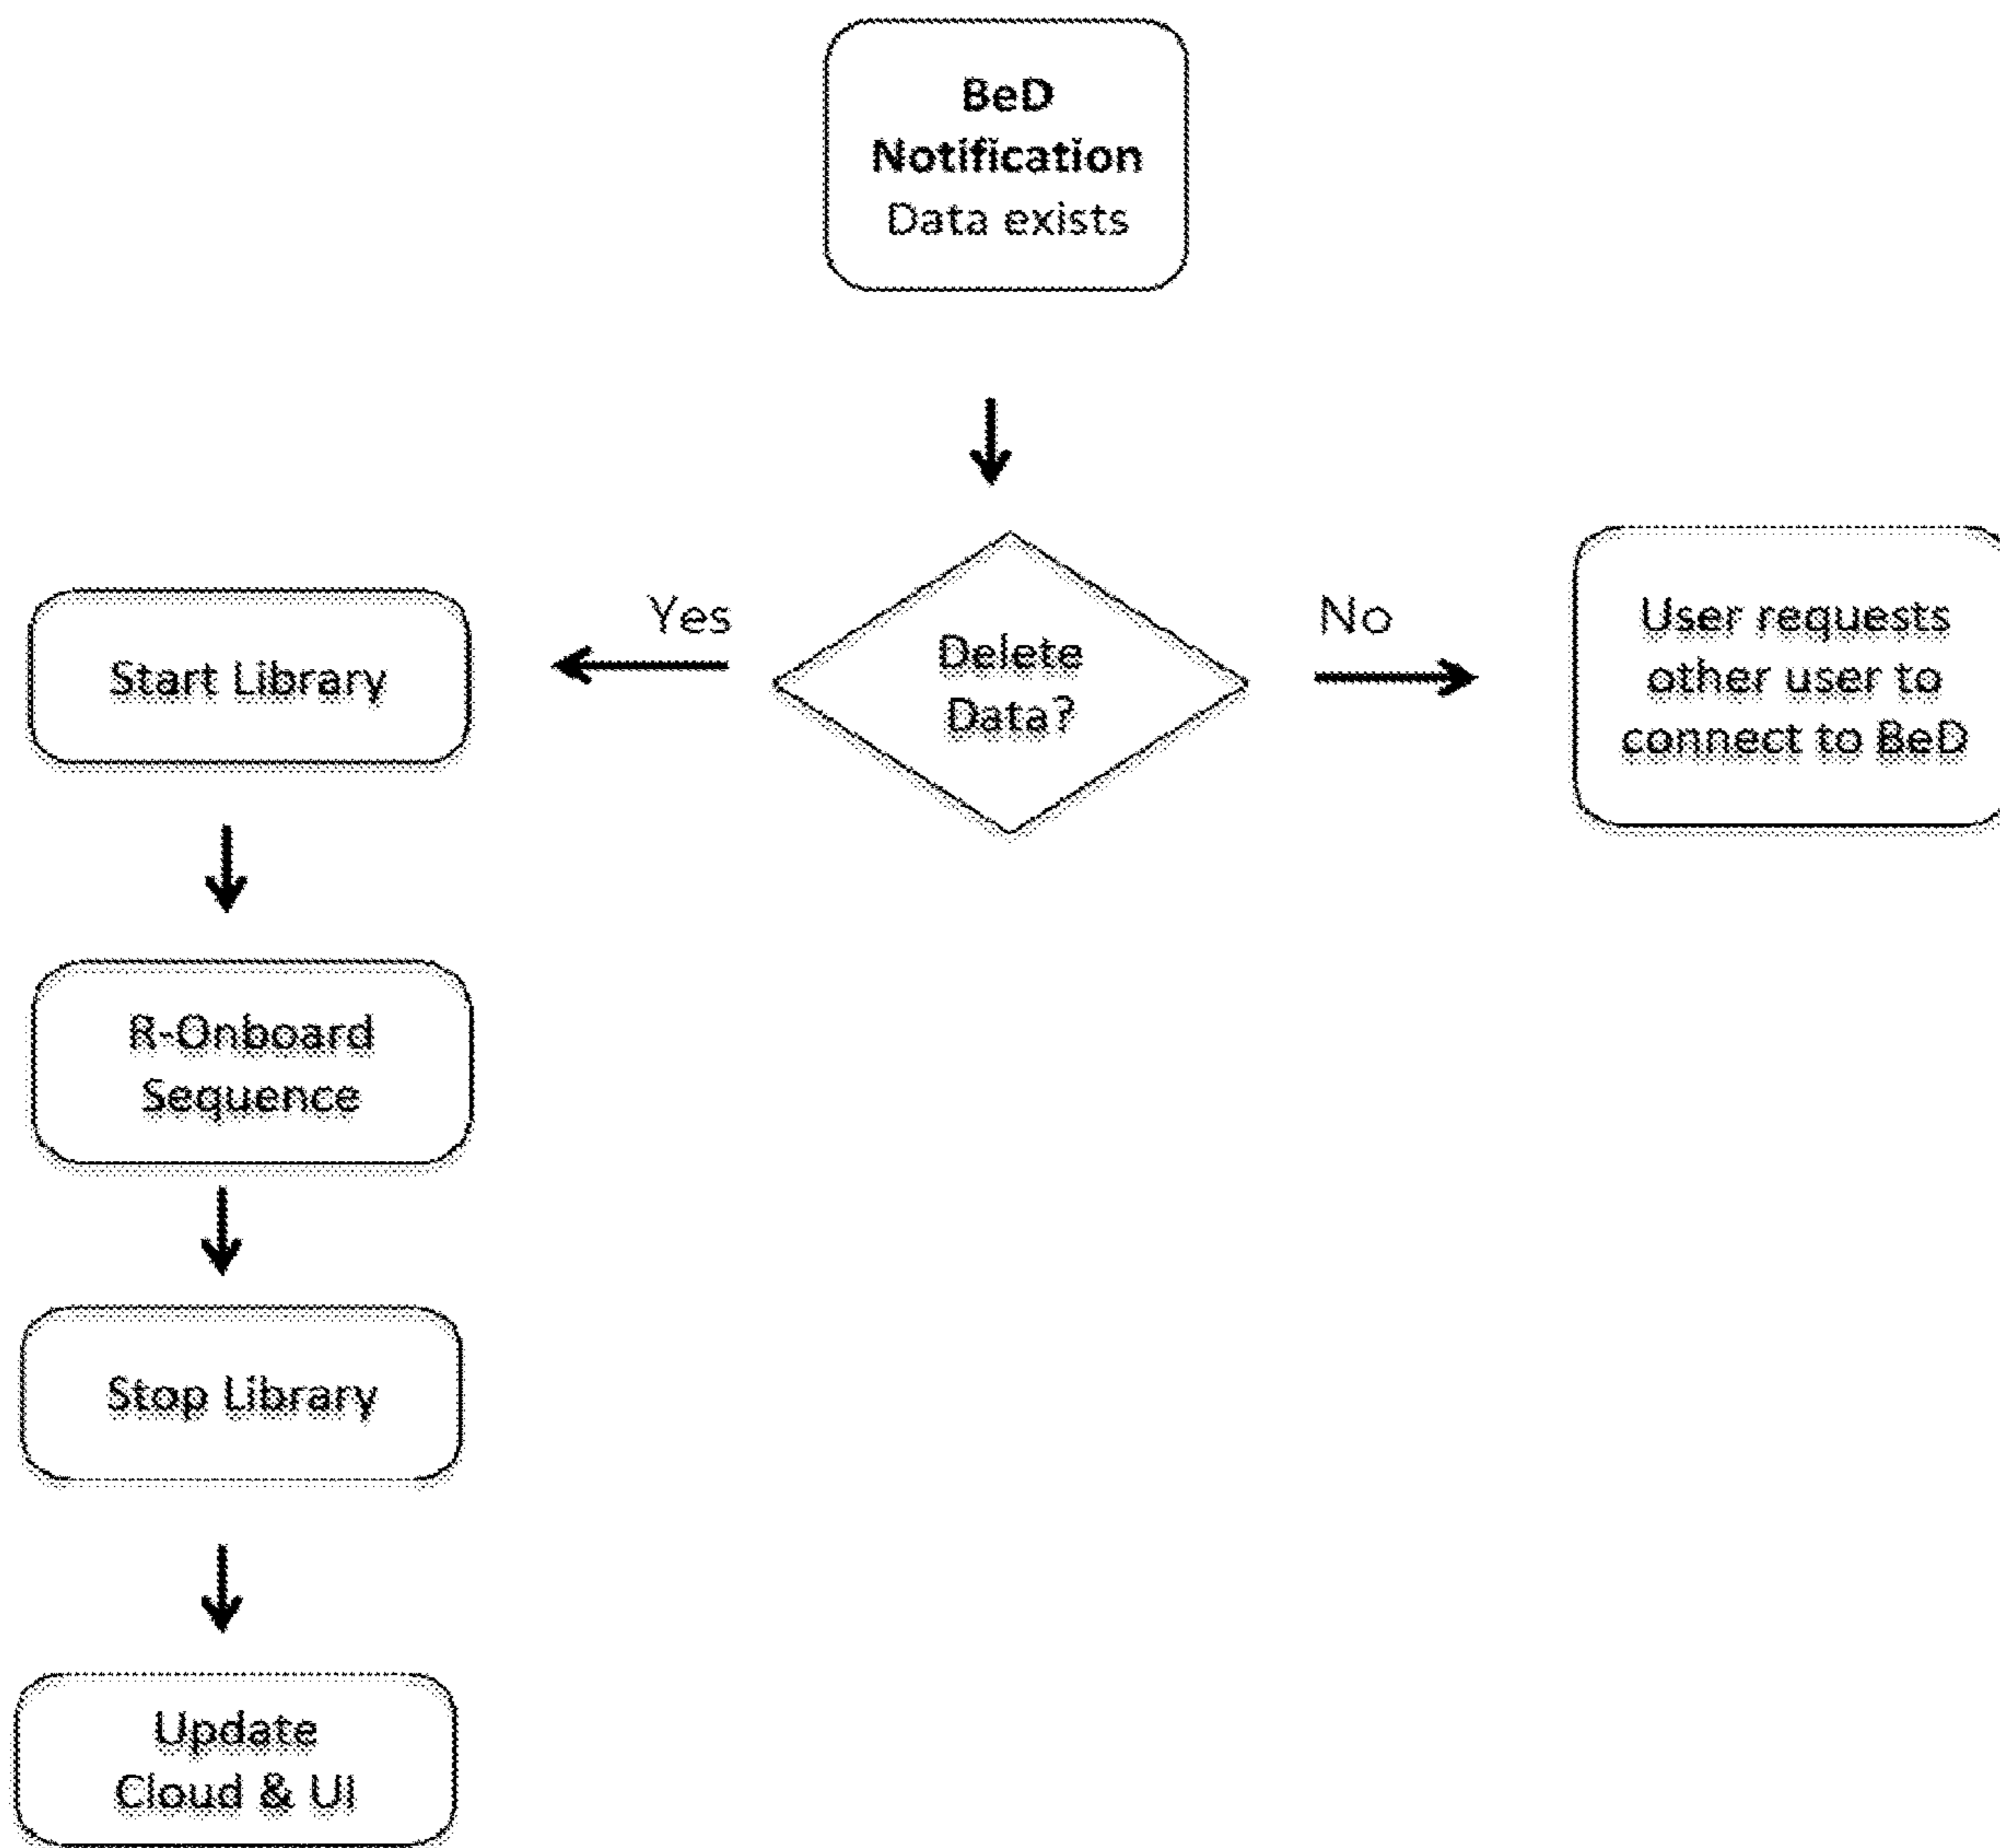 BeD
Notification
Data exists
Yes
No
Delete
Data?
Start Library
User requests
other user to
connect to BeD
R-Onboard
Sequence
Stop Library
Update
Cloud & UI